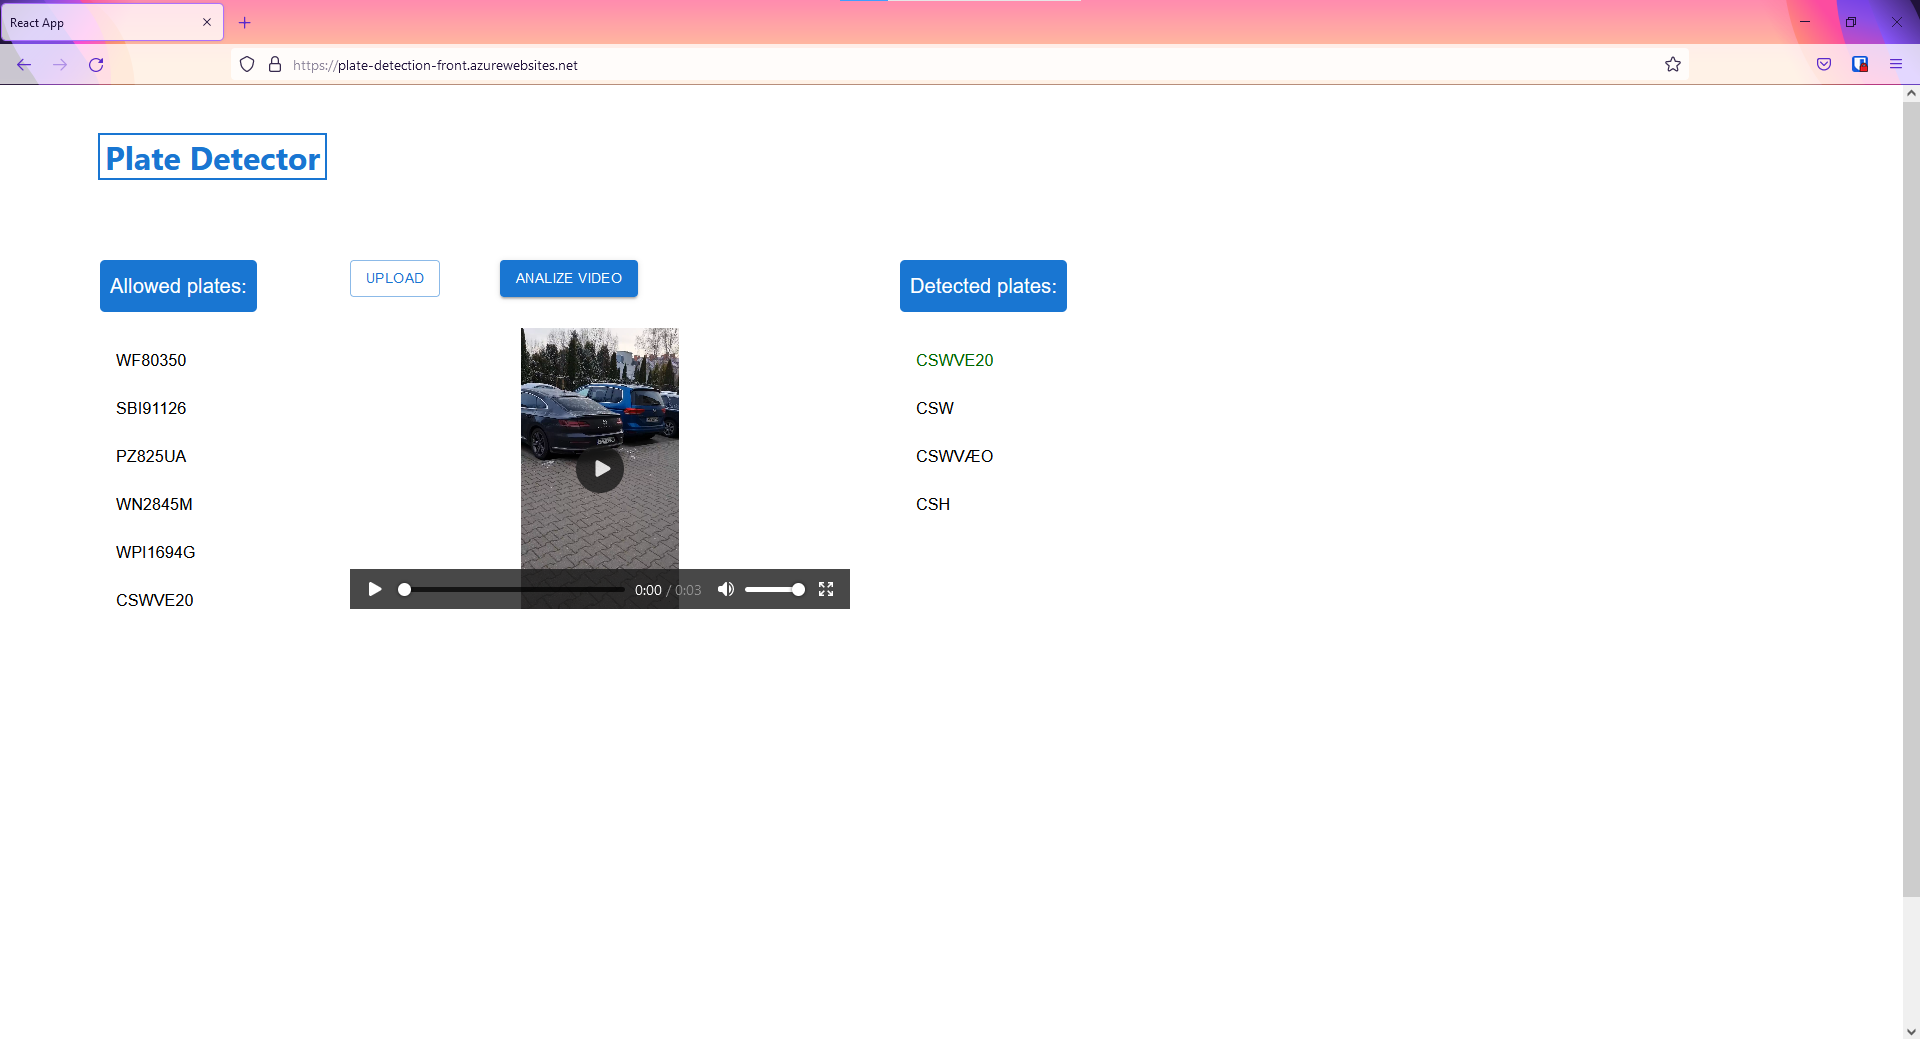 React App
https://plate-detection-front.azurewebsites.net
Plate Detector
Allowed plates:
WF80350
SBI91126
PZ825UA
WN2845M
WPI1694G
CSWVE20
UPLOAD
ANALIZE VIDEO
0:00 / 0:03
Detected plates:
CSWVE20
CSW
CSWVÆO
CSH